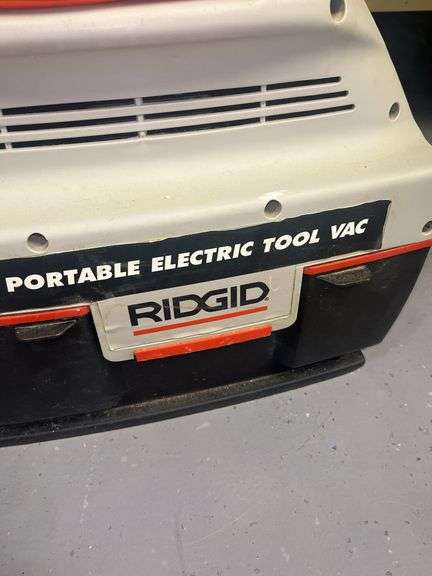 PORTABLE ELECTRIC TOOL VAC
RIDGID